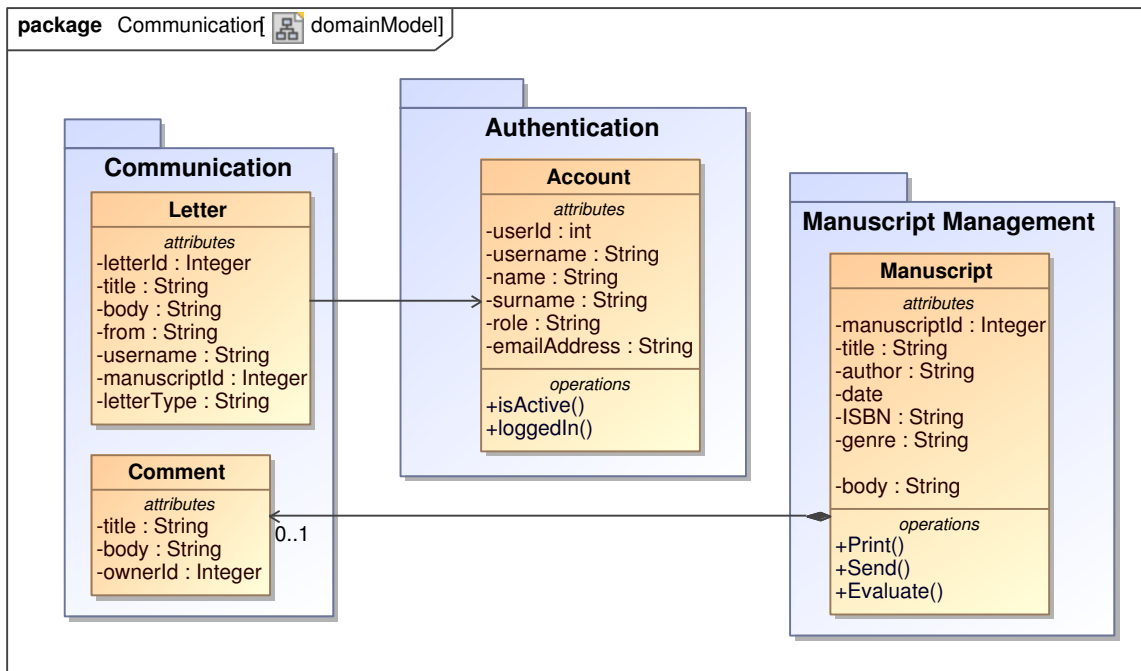 package Communication[ domainModel]
Communication
Letter
attributes
-letterId : Integer
-title : String
-body : String
-from : String
-username : String
-manuscriptId : Integer
-letterType : String
Comment
attributes
-title : String
-body : String
-ownerId : Integer
Authentication
Account
attributes
-userId : int
-username : String
-name : String
-surname : String
-role : String
-emailAddress : String
operations
+isActive()
+loggedIn()
Manuscript Management
Manuscript
attributes
-manuscriptId : Integer
-title : String
-author : String
-date
-ISBN : String
-genre : String
-body : String
operations
+Print()
+Send()
+Evaluate()
0..1